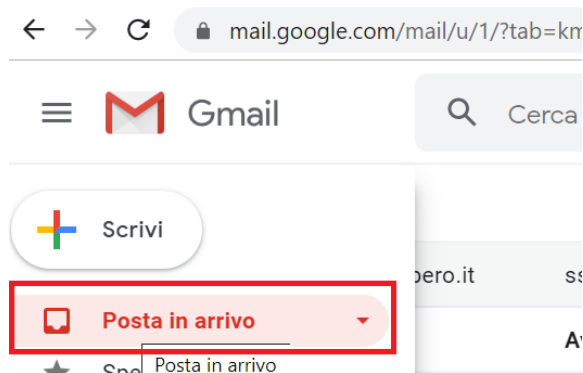 mail.google.com/mail/u/1/?tab=km
Gmail
Cerca
Scrivi
pero.it ss
Posta in arrivo
Posta in arrivo